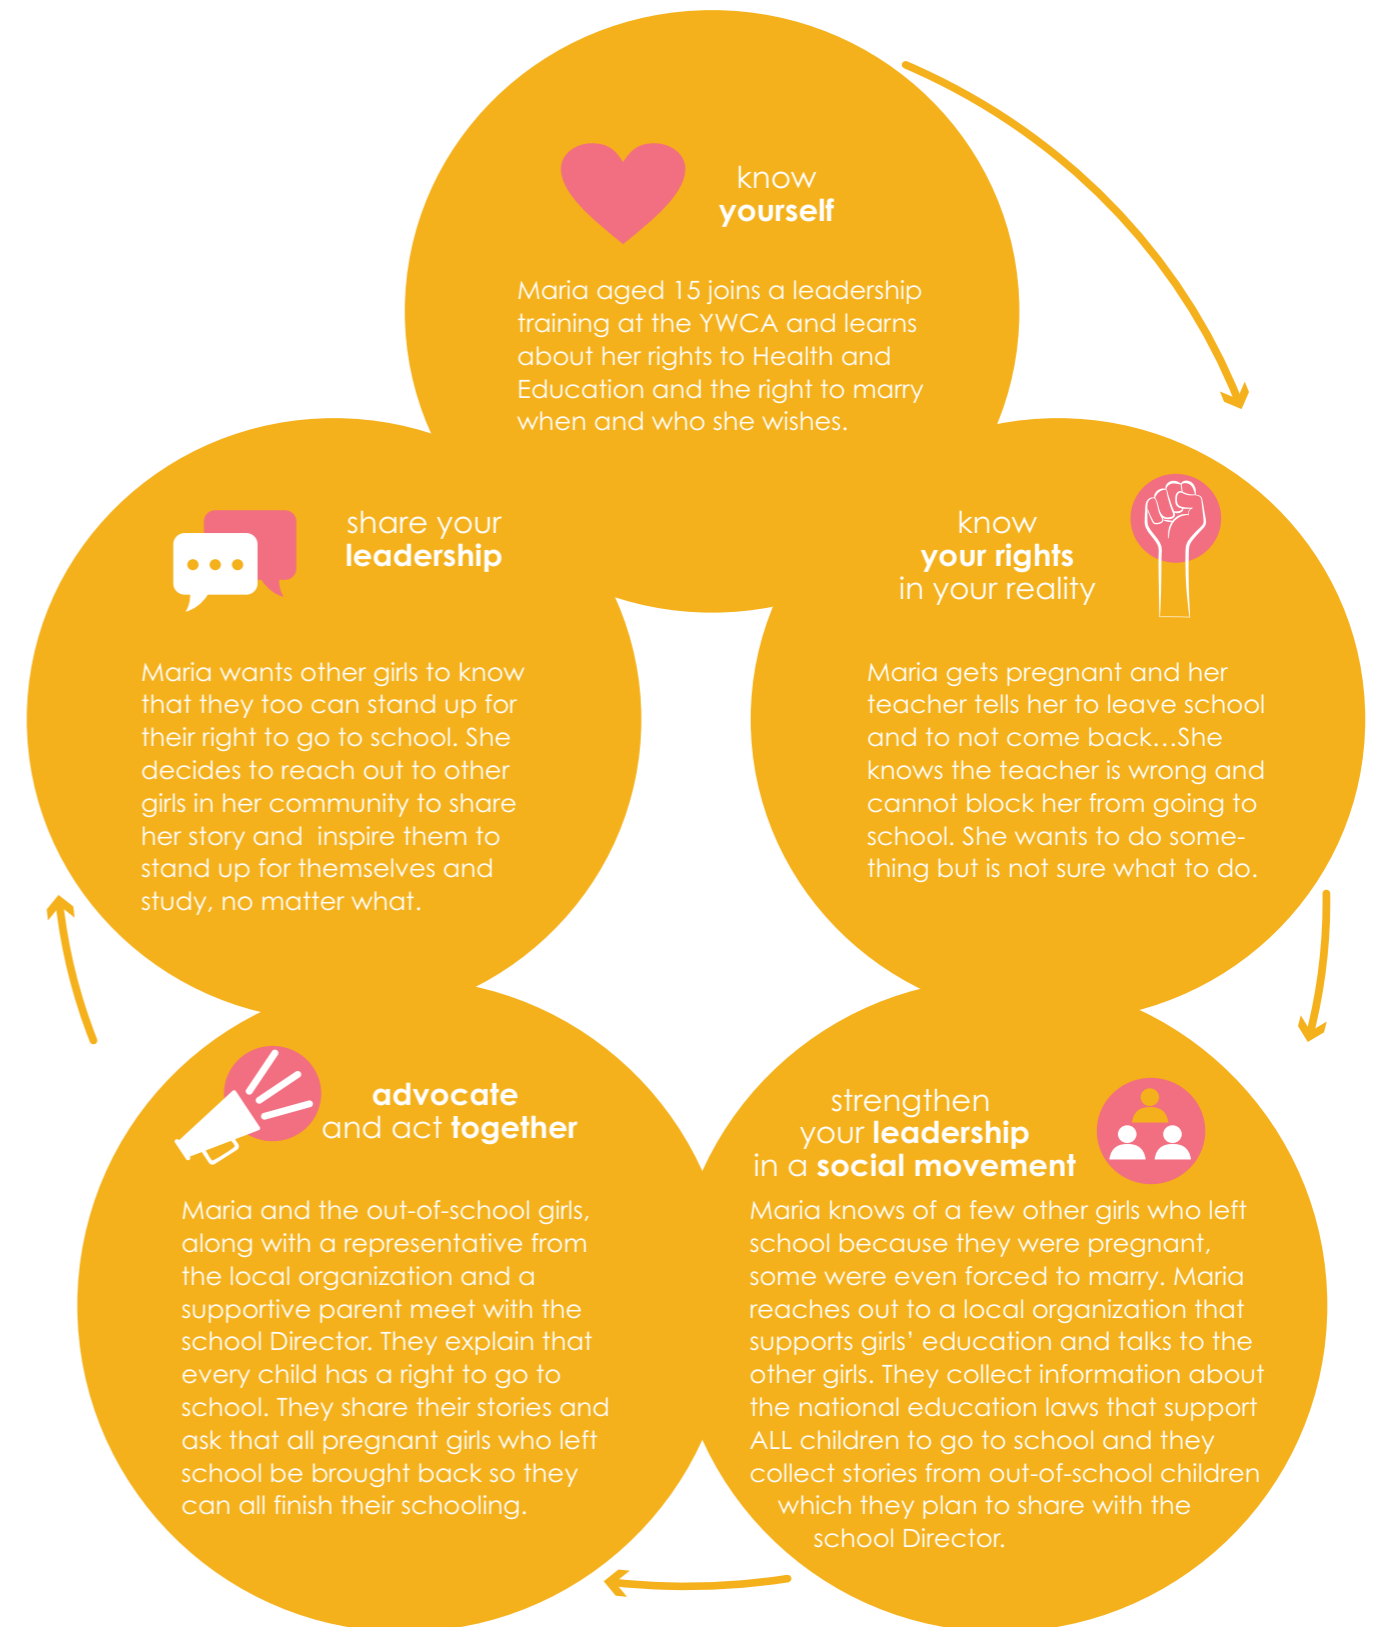 know
yourself
Maria aged 15 joins a leadership
training at the YWCA and learns
about her rights to Health and
Education and the right to marry
when and who she wishes.
know
your rights
in your reality
Maria gets pregnant and her
teacher tells her to leave school
and to not come back...She
knows the teacher is wrong and
cannot block her from going to
school. She wants to do some-
thing but is not sure what to do.
strengthen
your leadership
in a social movement
Maria knows of a few other girls who left
school because they were pregnant,
some were even forced to marry. Maria
reaches out to a local organization that
supports girls' education and talks to the
other girls. They collect information about
the national education laws that support
ALL children to go to school and they
collect stories from out-of-school children
which they plan to share with the
school Director.
advocate
and act together
Maria and the out-of-school girls,
along with a representative from
the local organization and a
supportive parent meet with the
school Director. They explain that
every child has a right to go to
school. They share their stories and
ask that all pregnant girls who left
school be brought back so they
can all finish their schooling.
share your
leadership
Maria wants other girls to know
that they too can stand up for
their right to go to school. She
decides to reach out to other
girls in her community to share
her story and  inspire them to
stand up for themselves and
study, no matter what.